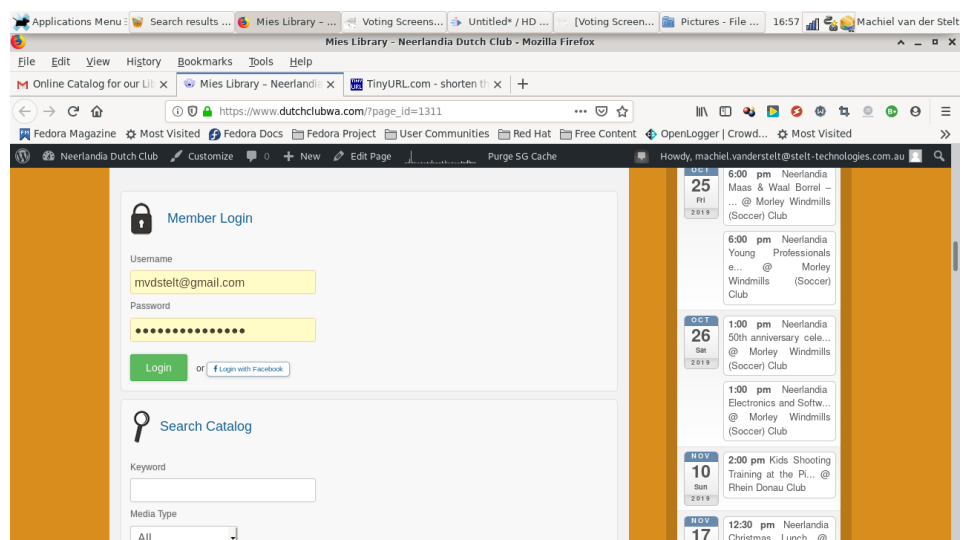 Applications Menu
Search results ...
Mies Library – ...
Voting Screens...
Untitled* / HD ...
[Voting Screen...
Pictures - File ...
16:57
Machiel van der Stelt
Mies Library – Neerlandia Dutch Club - Mozilla Firefox
File Edit View History Bookmarks Tools Help
Online Catalog for our Lib
Mies Library – Neerlandia
TinyURL.com - shorten th
https://www.dutchclubwa.com/?page_id=1311
Fedora Magazine Most Visited Fedora Docs Fedora Project User Communities Red Hat Free Content OpenLogger | Crowd... Most Visited
Neerlandia Dutch Club Customize 0 New Edit Page Purge SG Cache Howdy, machiel.vanderstelt@stelt-technologies.com.au
Member Login
Username
mvdstelt@gmail.com
Password
Login or Login with Facebook
Search Catalog
Keyword
Media Type
All
OCT
25
Fri
2019
6:00 pm Neerlandia
Maas & Waal Borrel –
... @ Morley Windmills
(Soccer) Club
6:00 pm Neerlandia
Young Professionals
e... @ Morley
Windmills (Soccer)
Club
OCT
26
Sat
2019
1:00 pm Neerlandia
50th anniversary cele...
@ Morley Windmills
(Soccer) Club
1:00 pm Neerlandia
Electronics and Softw...
@ Morley Windmills
(Soccer) Club
NOV
10
Sun
2019
2:00 pm Kids Shooting
Training at the Pi... @
Rhein Donau Club
NOV
17
12:30 pm Neerlandia
Christmas Lunch @